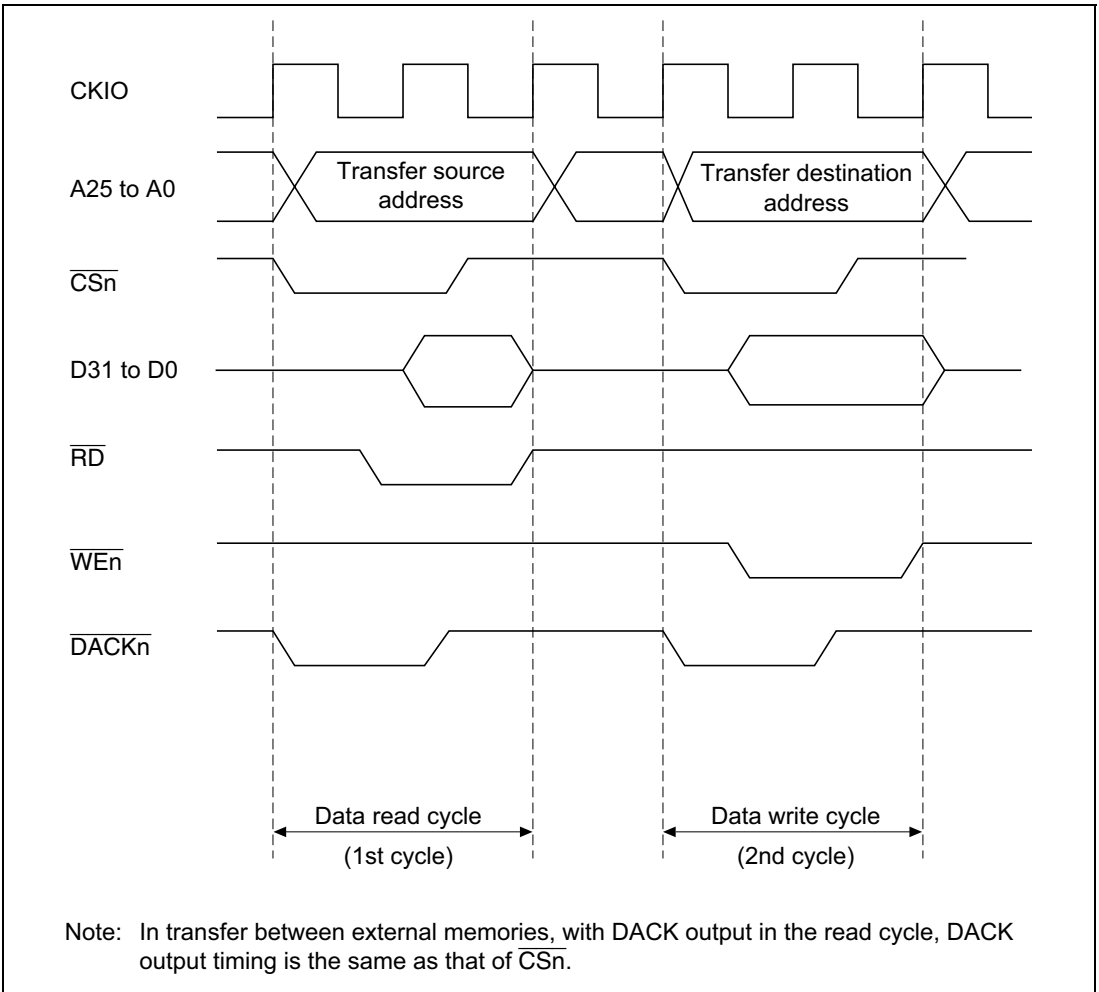 CKIO
A25 to A0
Transfer source
address
Transfer destination
address
CSn
D31 to D0
RD
WEn
DACKn
Data read cycle
(1st cycle)
Data write cycle
(2nd cycle)
Note: In transfer between external memories, with DACK output in the read cycle, DACK
output timing is the same as that of CSn.